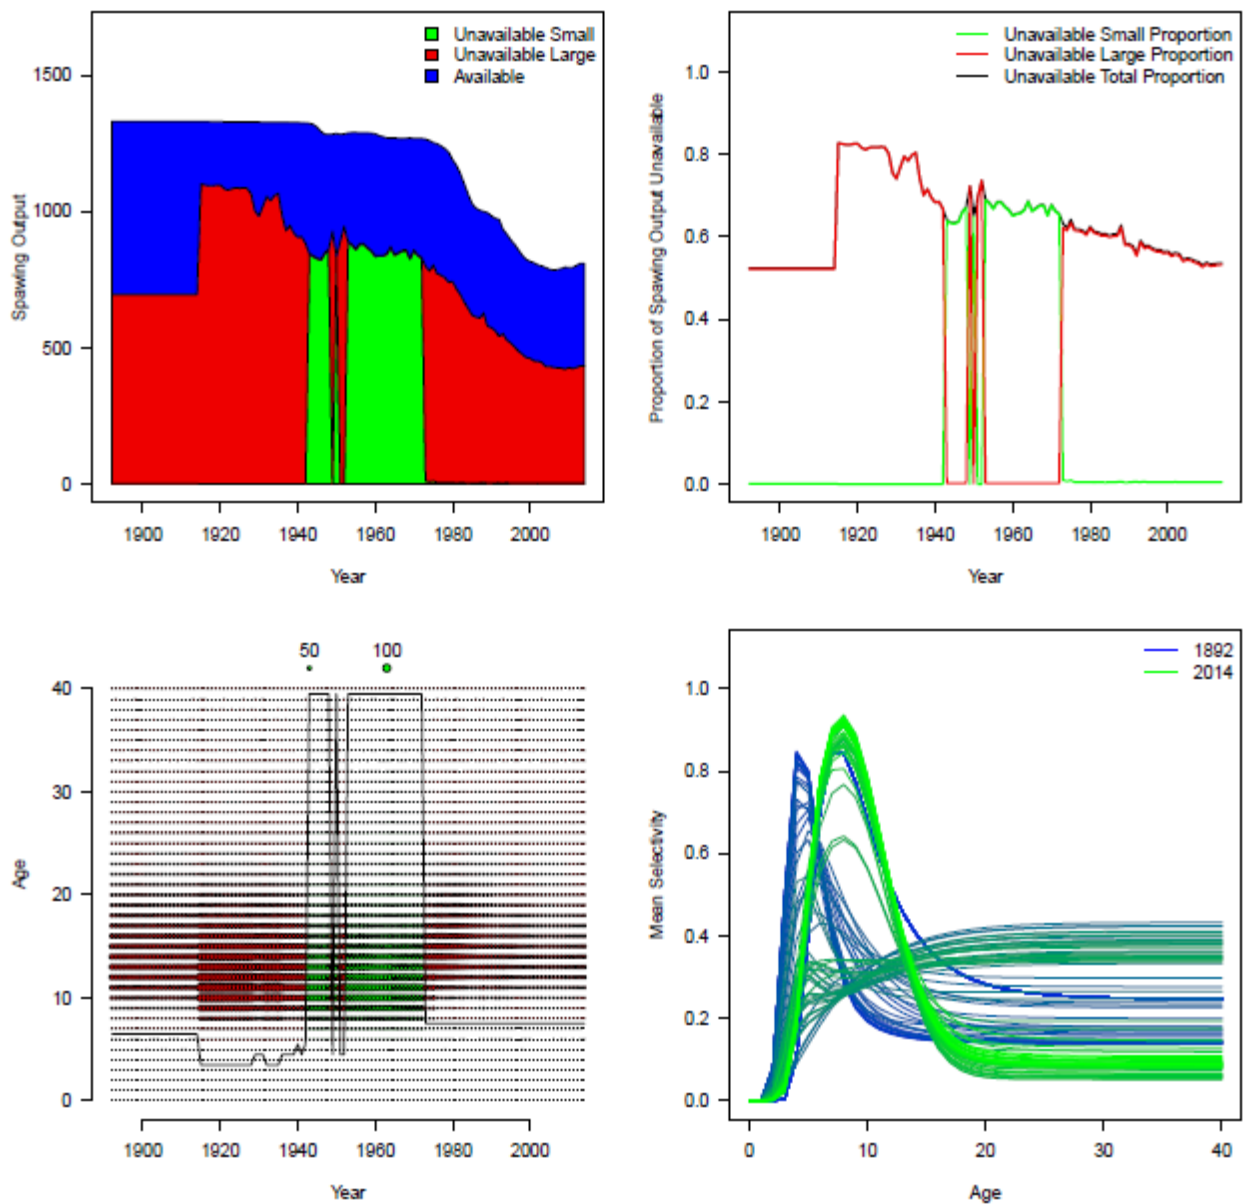 Unavailable Small
Unavailable Large
Available
1500
1000
500
0
Spawing Output
1900 1920 1940 1960 1980 2000
Year
Unavailable Small Proportion
Unavailable Large Proportion
Unavailable Total Proportion
1.0
0.8
0.6
0.4
0.2
0.0
Proportion of Spawing Output Unavailable
1900 1920 1940 1960 1980 2000
Year
50 100
40
30
20
10
0
Age
1900 1920 1940 1960 1980 2000
Year
1892
2014
1.0
0.8
0.6
0.4
0.2
0.0
Mean Selectivity
0 10 20 30 40
Age